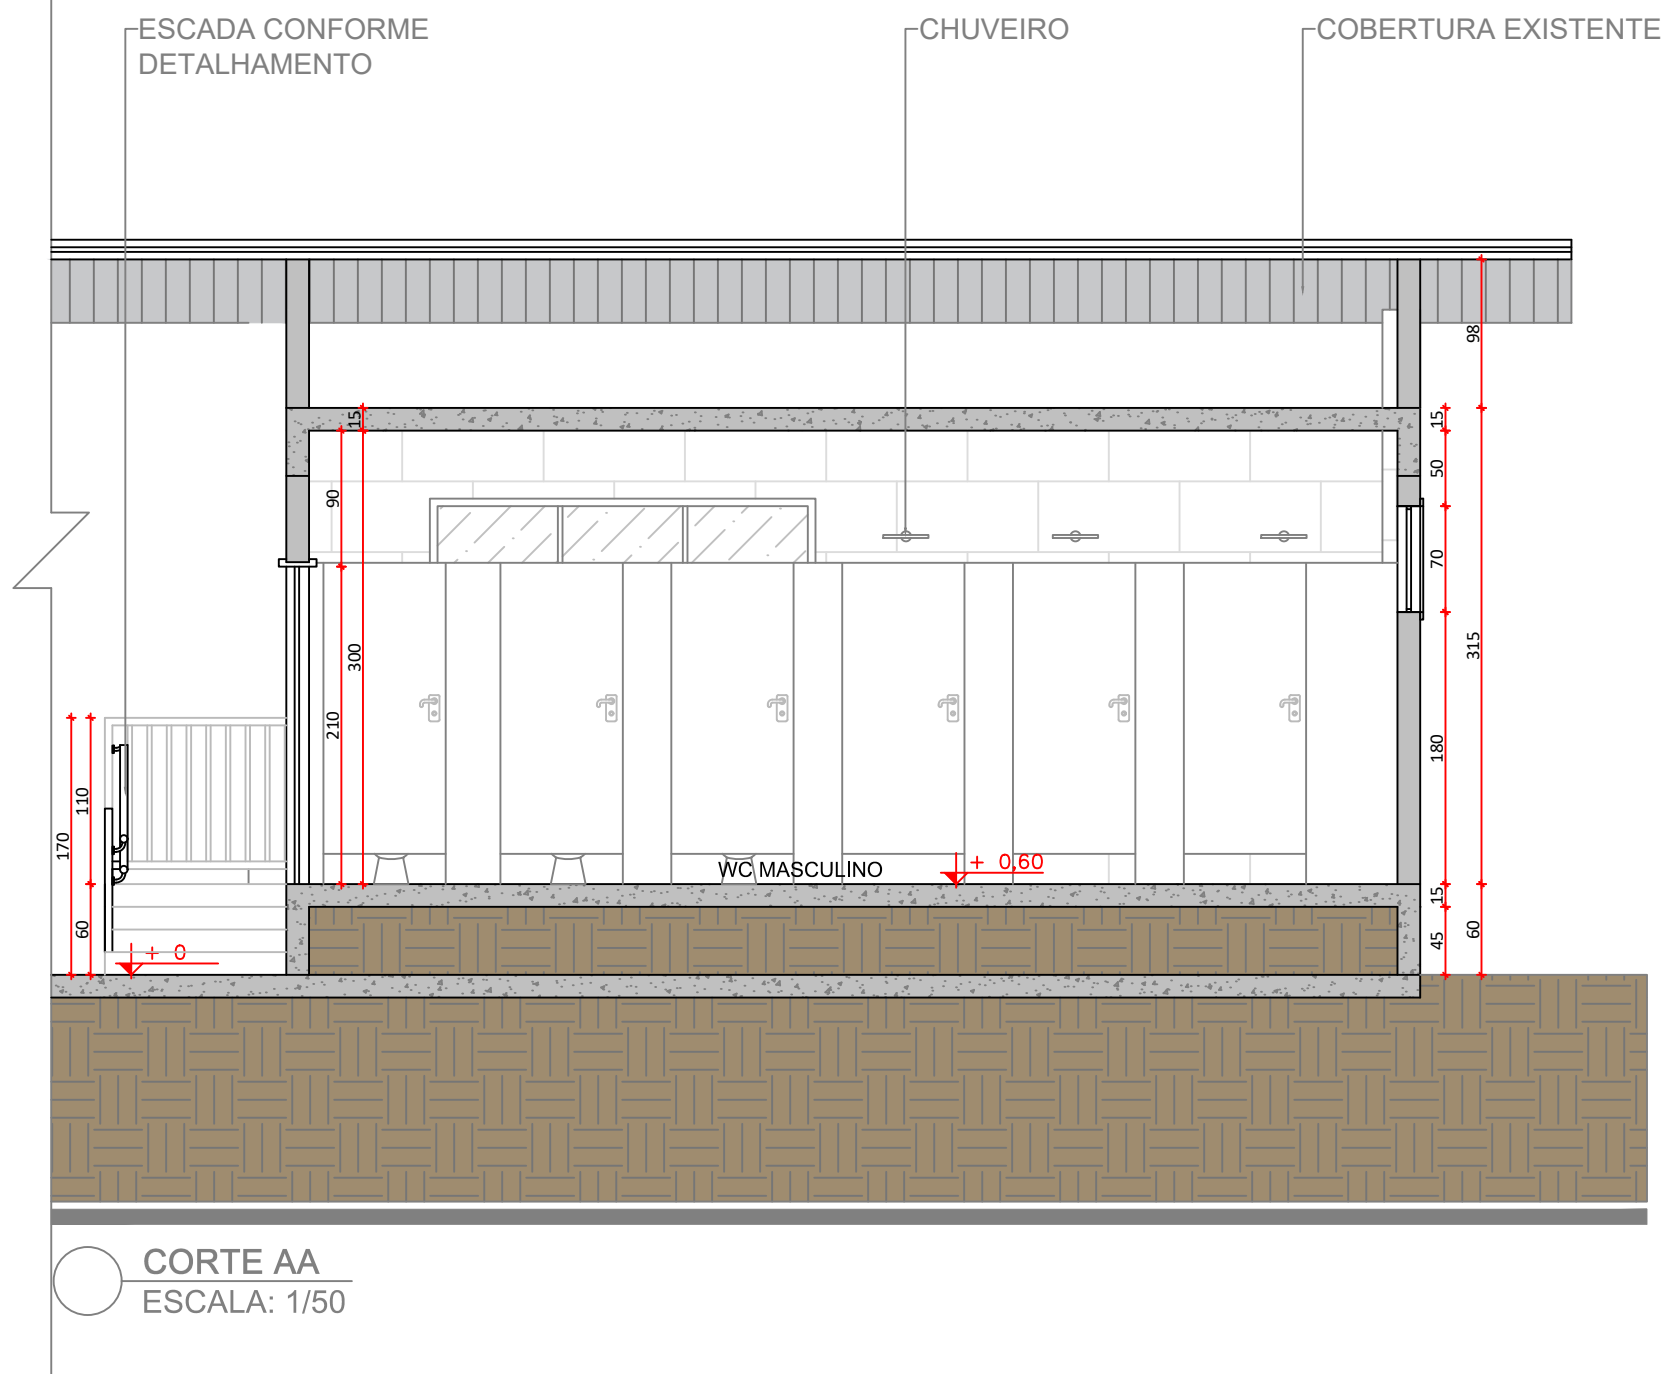 ESCADA CONFORME
DETALHAMENTO
CHUVEIRO
COBERTURA EXISTENTE
98
15
15
50
90
70
300
315
210
180
110
170
WC MASCULINO
+ 0,60
15
60
45
60
+ 0
CORTE AA
ESCALA: 1/50